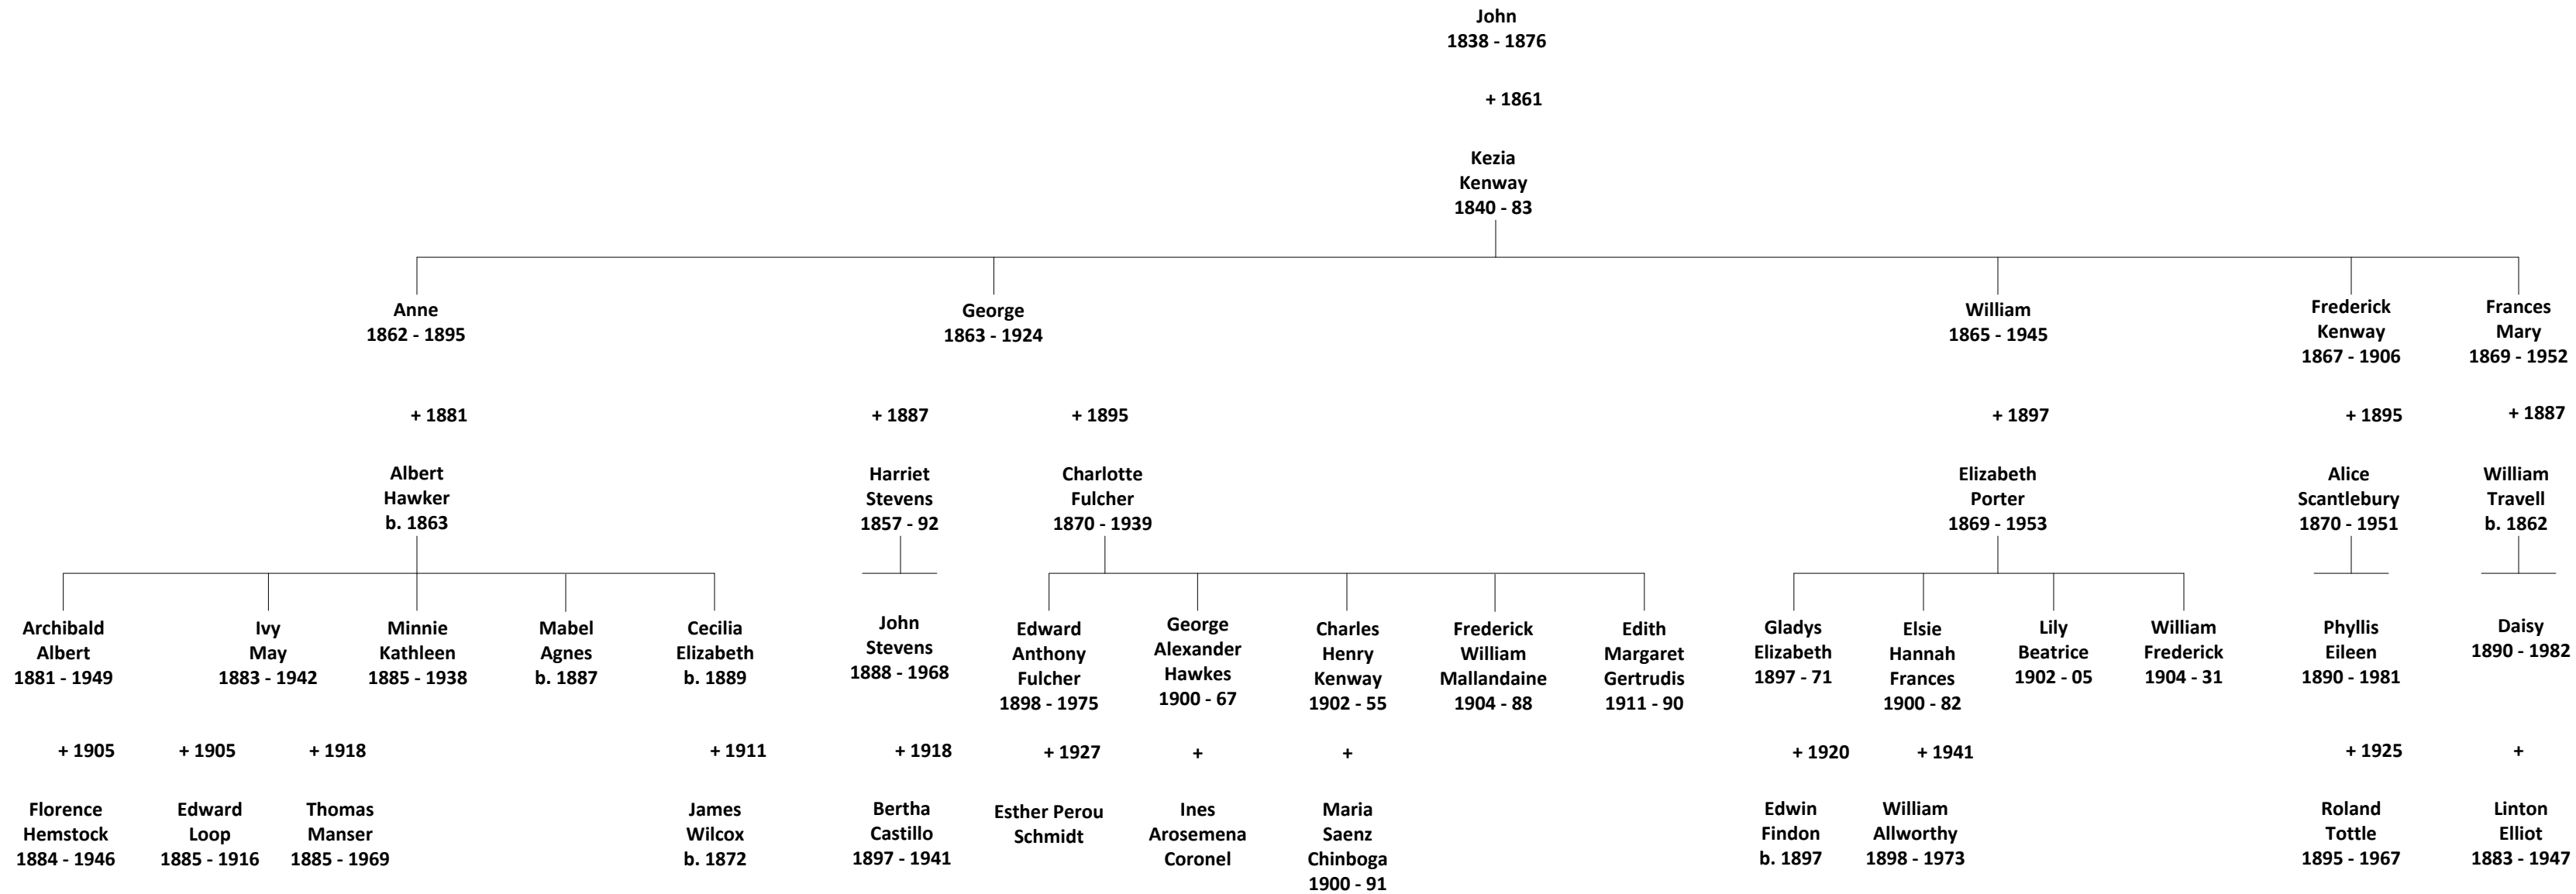 John
1838 - 1876
+ 1861
Kezia
Kenway
1840 - 83
Anne
1862 - 1895
George
1863 - 1924
William
1865 - 1945
Frederick
Kenway
1867 - 1906
Frances
Mary
1869 - 1952
+ 1881
+ 1887
+ 1895
+ 1897
+ 1895
+ 1887
Albert
Hawker
b. 1863
Harriet
Stevens
1857 - 92
Charlotte
Fulcher
1870 - 1939
Elizabeth
Porter
1869 - 1953
Alice
Scantlebury
1870 - 1951
William
Travell
b. 1862
Archibald
Albert
1881 - 1949
Ivy
May
1883 - 1942
Minnie
Kathleen
1885 - 1938
Mabel
Agnes
b. 1887
Cecilia
Elizabeth
b. 1889
John
Stevens
1888 - 1968
Edward
Anthony
Fulcher
1898 - 1975
George
Alexander
Hawkes
1900 - 67
Charles
Henry
Kenway
1902 - 55
Frederick
William
Mallandaine
1904 - 88
Edith
Margaret
Gertrudis
1911 - 90
Gladys
Elizabeth
1897 - 71
Elsie
Hannah
Frances
1900 - 82
Lily
Beatrice
1902 - 05
William
Frederick
1904 - 31
Phyllis
Eileen
1890 - 1981
Daisy
1890 - 1982
+ 1905
+ 1905
+ 1918
+ 1911
+ 1918
+ 1927
+
+
+ 1920
+ 1941
+ 1925
+
Florence
Hemstock
1884 - 1946
Edward
Loop
1885 - 1916
Thomas
Manser
1885 - 1969
James
Wilcox
b. 1872
Bertha
Castillo
1897 - 1941
Esther Perou
Schmidt
Ines
Arosemena
Coronel
Maria
Saenz
Chinboga
1900 - 91
Edwin
Findon
b. 1897
William
Allworthy
1898 - 1973
Roland
Tottle
1895 - 1967
Linton
Elliot
1883 - 1947